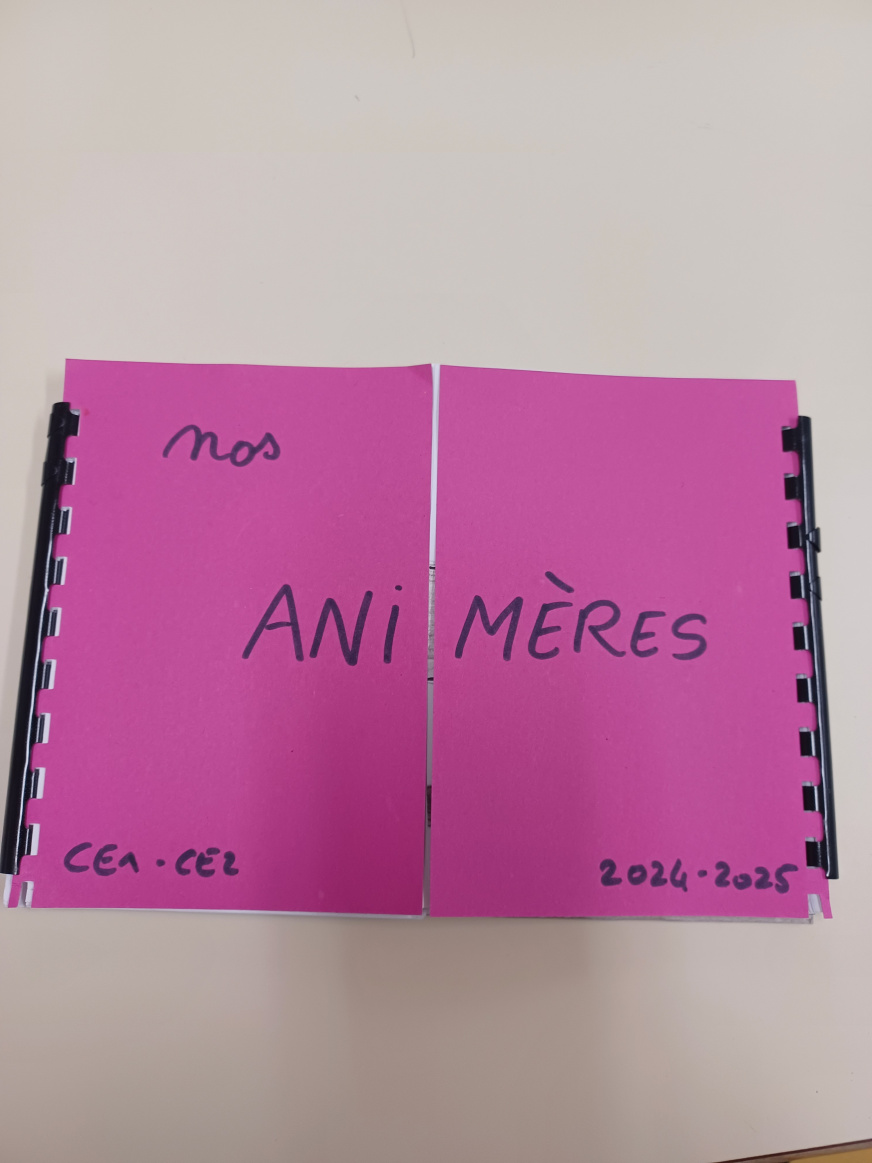 nos
ANi MÈRES
CE1 · CE2
2024 · 2025